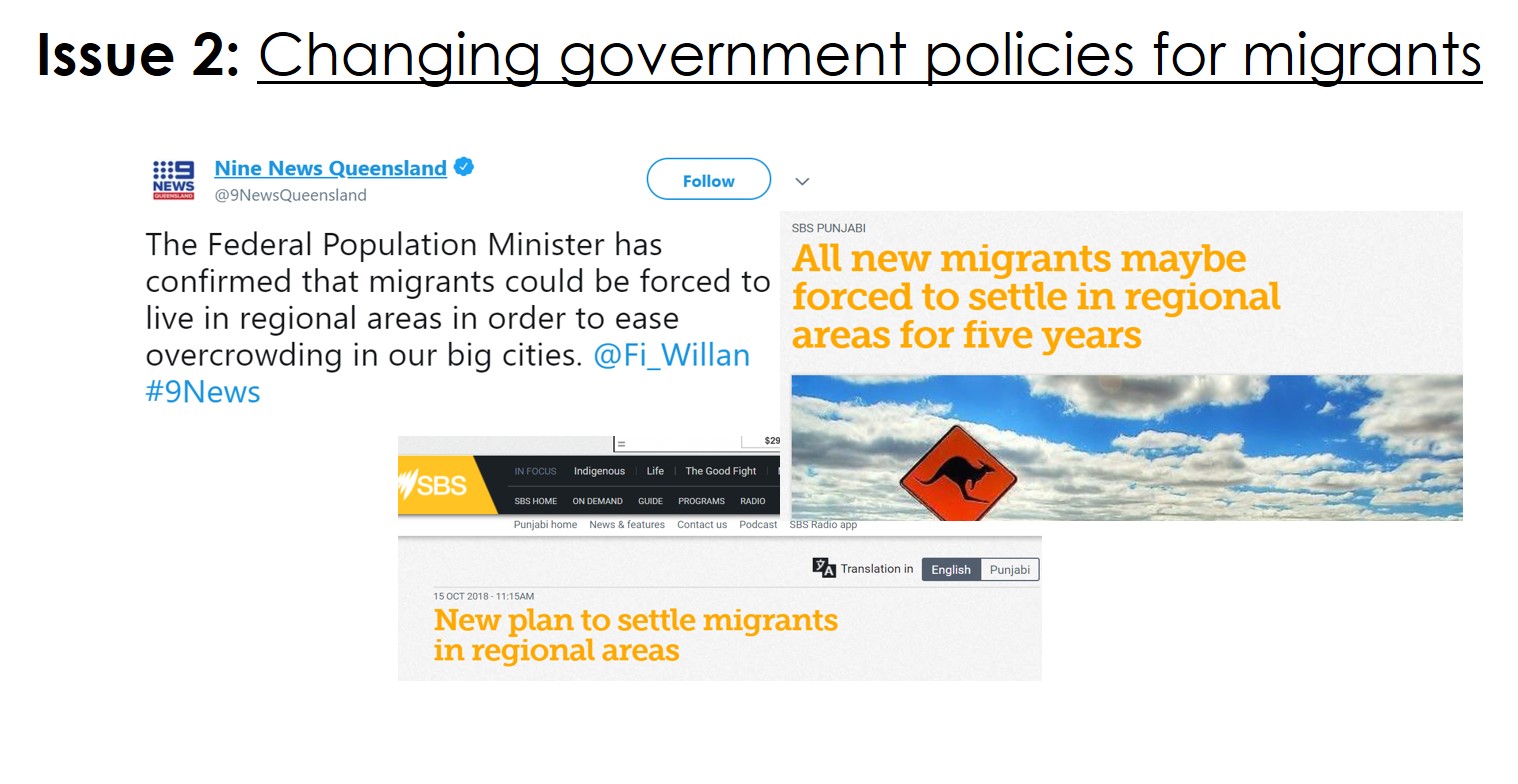 Issue 2: Changing government policies for migrants
9
NEWS
QUEENSLAND
Nine News Queensland
@9NewsQueensland
Follow
The Federal Population Minister has
confirmed that migrants could be forced to
live in regional areas in order to ease
overcrowding in our big cities. @Fi_Willan
#9News
SBS PUNJABI
All new migrants maybe
forced to settle in regional
areas for five years
$29
SBS
IN FOCUS Indigenous Life The Good Fight
SBS HOME ON DEMAND GUIDE PROGRAMS RADIO
Punjabi home News & features Contact us Podcast SBS Radio app
Translation in English Punjabi
15 OCT 2018 - 11:15AM
New plan to settle migrants
in regional areas